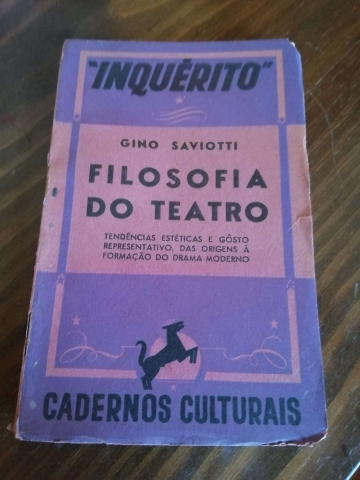 "INQUÉRITO"
GINO SAVIOTTI
FILOSOFIA
DO TEATRO
TENDÊNCIAS ESTÉTICAS E GÔSTO
REPRESENTATIVO, DAS ORIGENS À
FORMAÇÃO DO DRAMA MODERNO
CADERNOS CULTURAIS